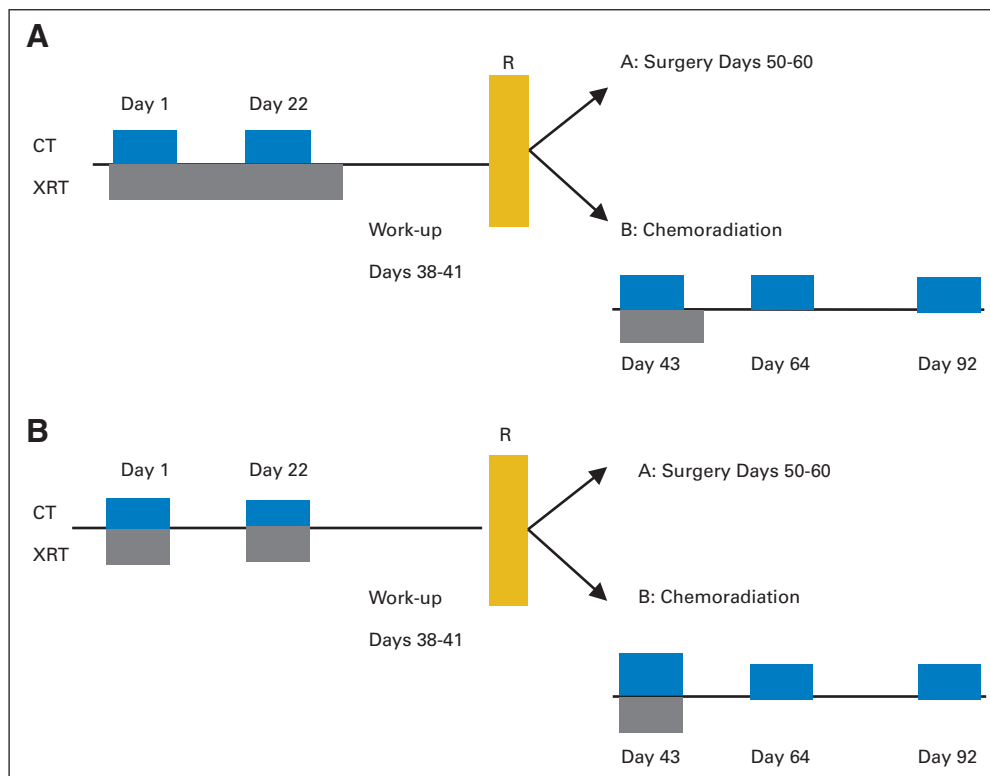 A
R
A: Surgery Days 50-60
Day 1 Day 22
CT
XRT
Work-up
Days 38-41
B: Chemoradiation
Day 43 Day 64 Day 92
B
R
A: Surgery Days 50-60
Day 1 Day 22
CT
XRT
Work-up
Days 38-41
B: Chemoradiation
Day 43 Day 64 Day 92